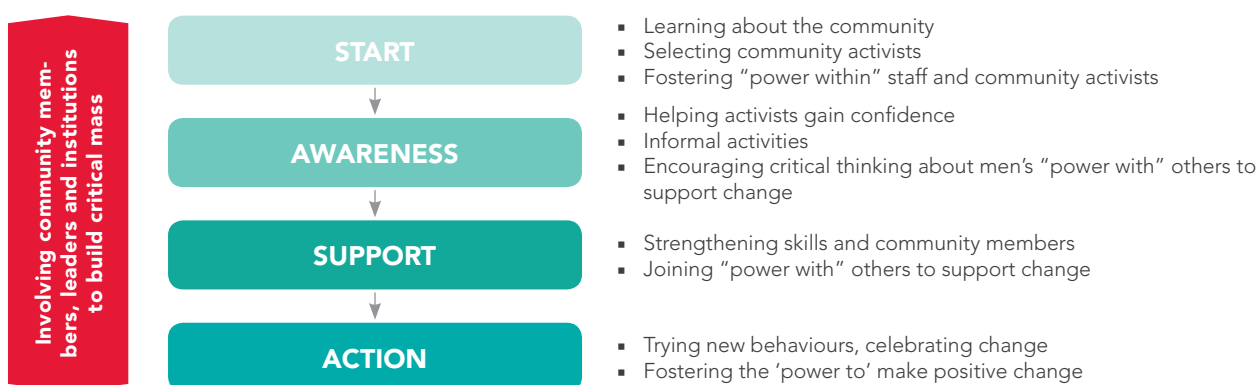 Involving community mem-
bers, leaders and institutions
to build critical mass
START
▪ Learning about the community
▪ Selecting community activists
▪ Fostering “power within” staff and community activists
AWARENESS
▪ Helping activists gain confidence
▪ Informal activities
▪ Encouraging critical thinking about men’s “power with” others to
support change
SUPPORT
▪ Strengthening skills and community members
▪ Joining “power with” others to support change
ACTION
▪ Trying new behaviours, celebrating change
▪ Fostering the ‘power to’ make positive change